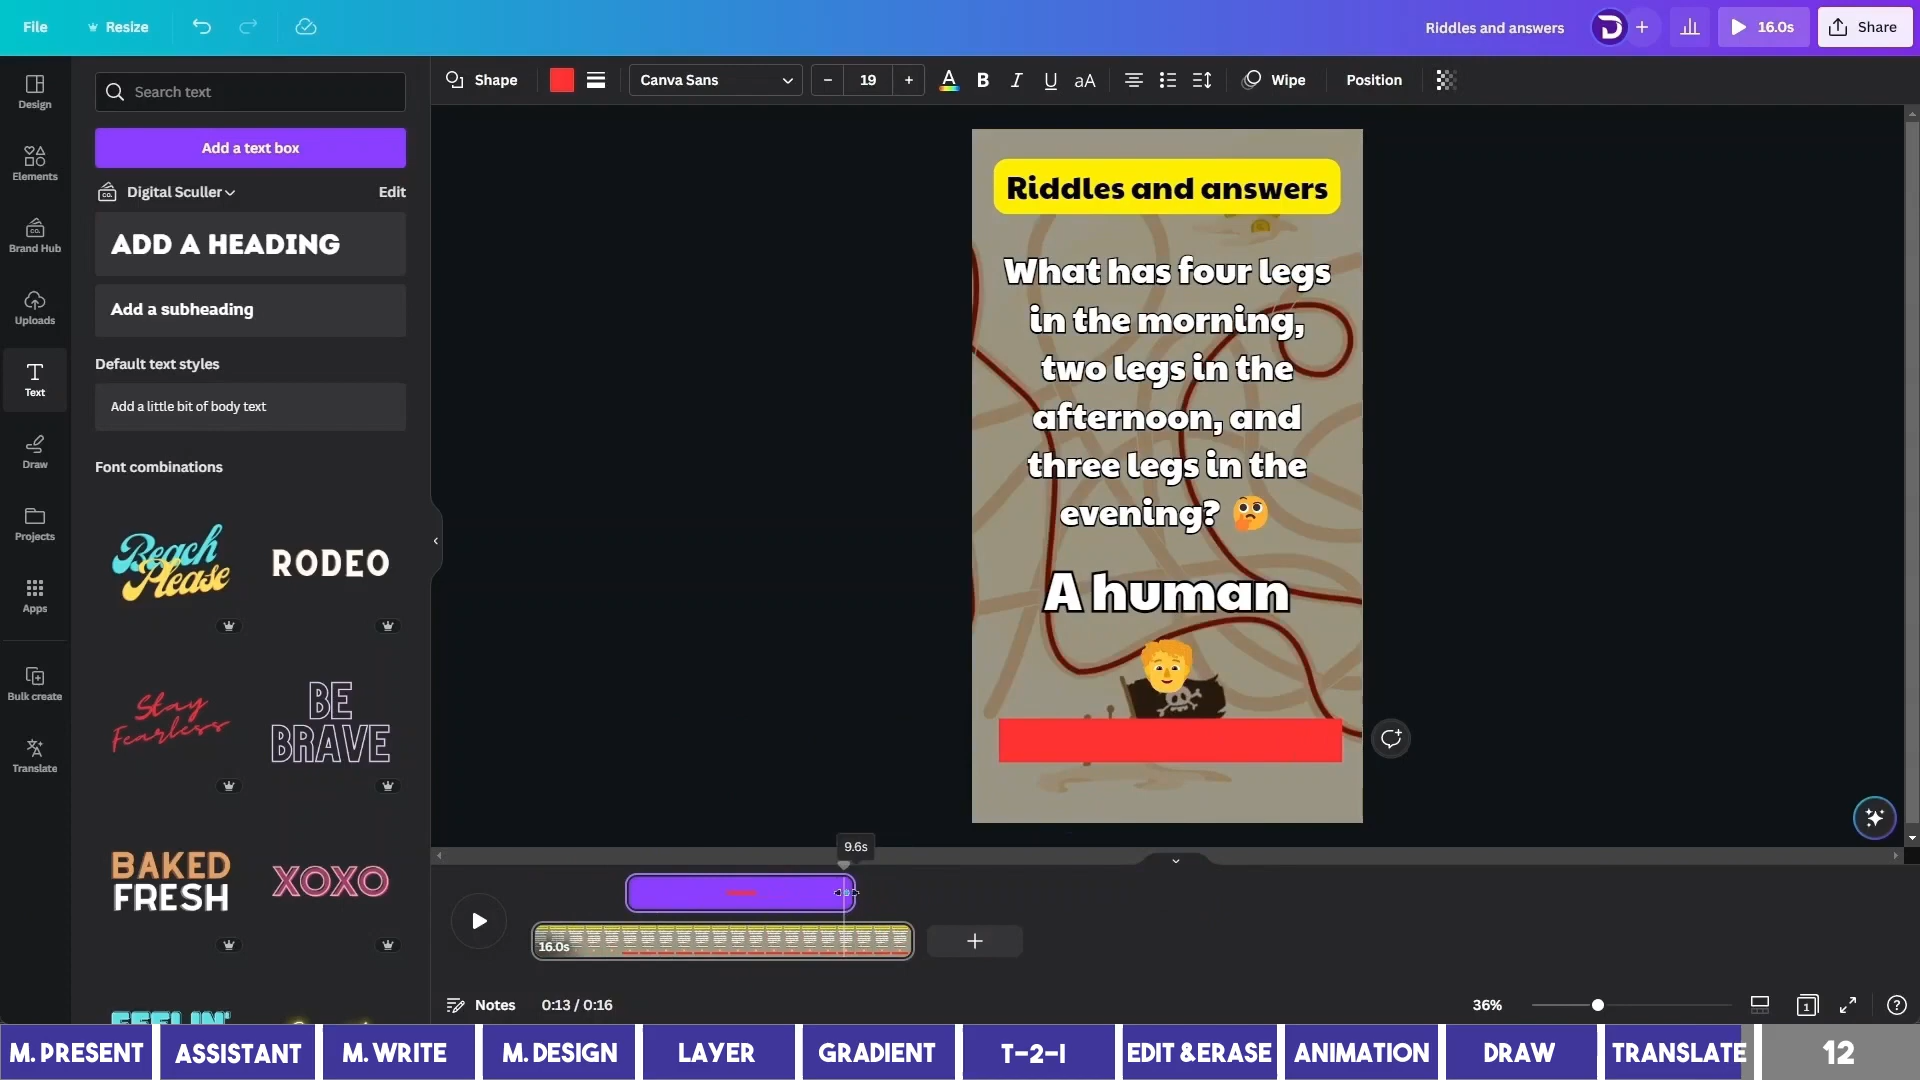 File
Resize
Riddles and answers
16.0s
Share
Design
Elements
Brand Hub
Uploads
Text
Draw
Projects
Apps
Bulk create
Translate
Search text
Add a text box
CO.
Digital Sculler
Edit
ADD A HEADING
Add a subheading
Default text styles
Add a little bit of body text
Font combinations
Beach
Please
RODEO
Stay
Fearless
BE
BRAVE
BAKED
FRESH
XOXO
FEELIN'
Shape
Canva Sans
– 19 +
A B I U aA
Wipe
Position
Riddles and answers
What has four legs
in the morning,
two legs in the
afternoon, and
three legs in the
evening? 🤔
A human
9.6s
16.0s
Notes
0:13 / 0:16
36%
1
?
M. PRESENT
ASSISTANT
M. WRITE
M. DESIGN
LAYER
GRADIENT
T-2-I
EDIT & ERASE
ANIMATION
DRAW
TRANSLATE
12